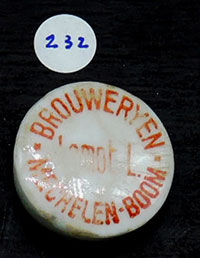 232
BROUWERYEN
Lamot L.
MECHELEN-BOOM